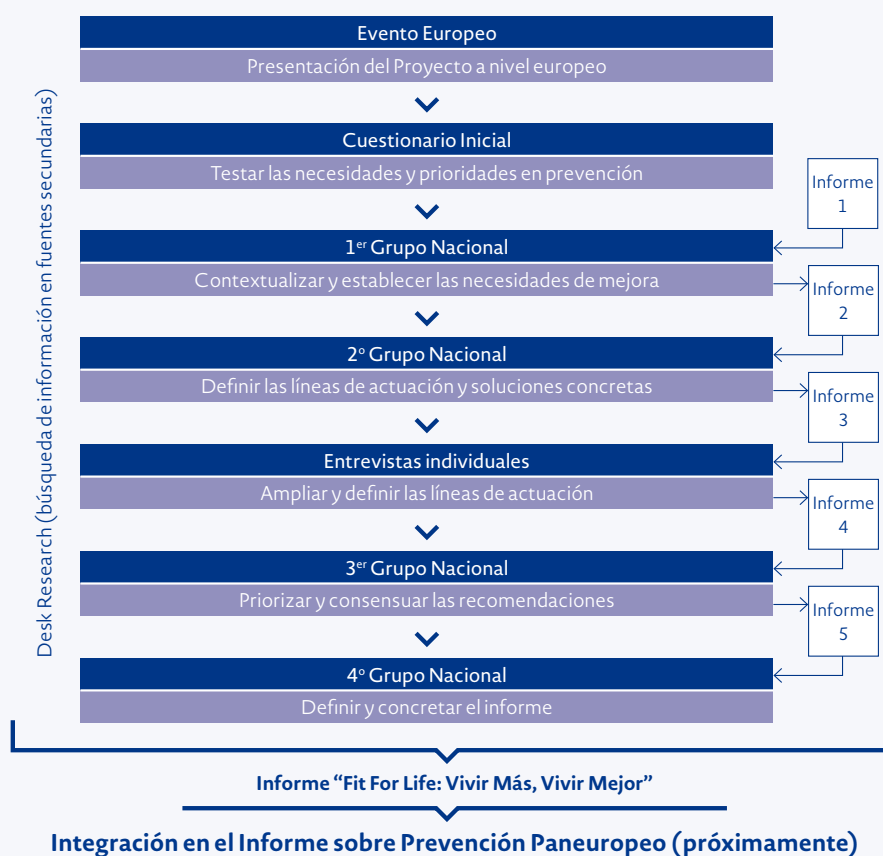 Evento Europeo
Presentación del Proyecto a nivel europeo
Desk Research (búsqueda de información en fuentes secundarias)
Cuestionario Inicial
Testar las necesidades y prioridades en prevención
Informe
1
1er Grupo Nacional
Contextualizar y establecer las necesidades de mejora
Informe
2
2º Grupo Nacional
Definir las líneas de actuación y soluciones concretas
Informe
3
Entrevistas individuales
Ampliar y definir las líneas de actuación
Informe
4
3er Grupo Nacional
Priorizar y consensuar las recomendaciones
Informe
5
4º Grupo Nacional
Definir y concretar el informe
Informe “Fit For Life: Vivir Más, Vivir Mejor”
Integración en el Informe sobre Prevención Paneuropeo (próximamente)